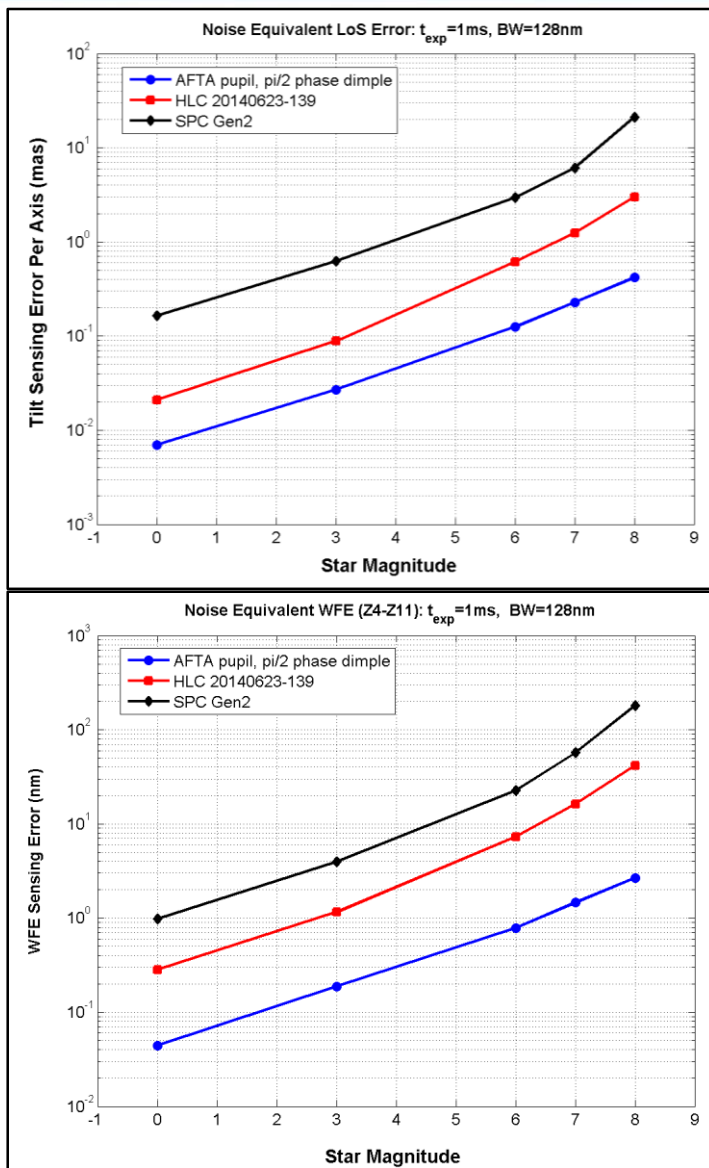 Noise Equivalent LoS Error: t_exp=1ms, BW=128nm
AFTA pupil, pi/2 phase dimple
HLC 20140623-139
SPC Gen2
Tilt Sensing Error Per Axis (mas)
10^2
10^1
10^0
10^-1
10^-2
10^-3
-1 0 1 2 3 4 5 6 7 8 9
Star Magnitude
Noise Equivalent WFE (Z4-Z11): t_exp=1ms, BW=128nm
AFTA pupil, pi/2 phase dimple
HLC 20140623-139
SPC Gen2
WFE Sensing Error (nm)
10^3
10^2
10^1
10^0
10^-1
10^-2
-1 0 1 2 3 4 5 6 7 8 9
Star Magnitude